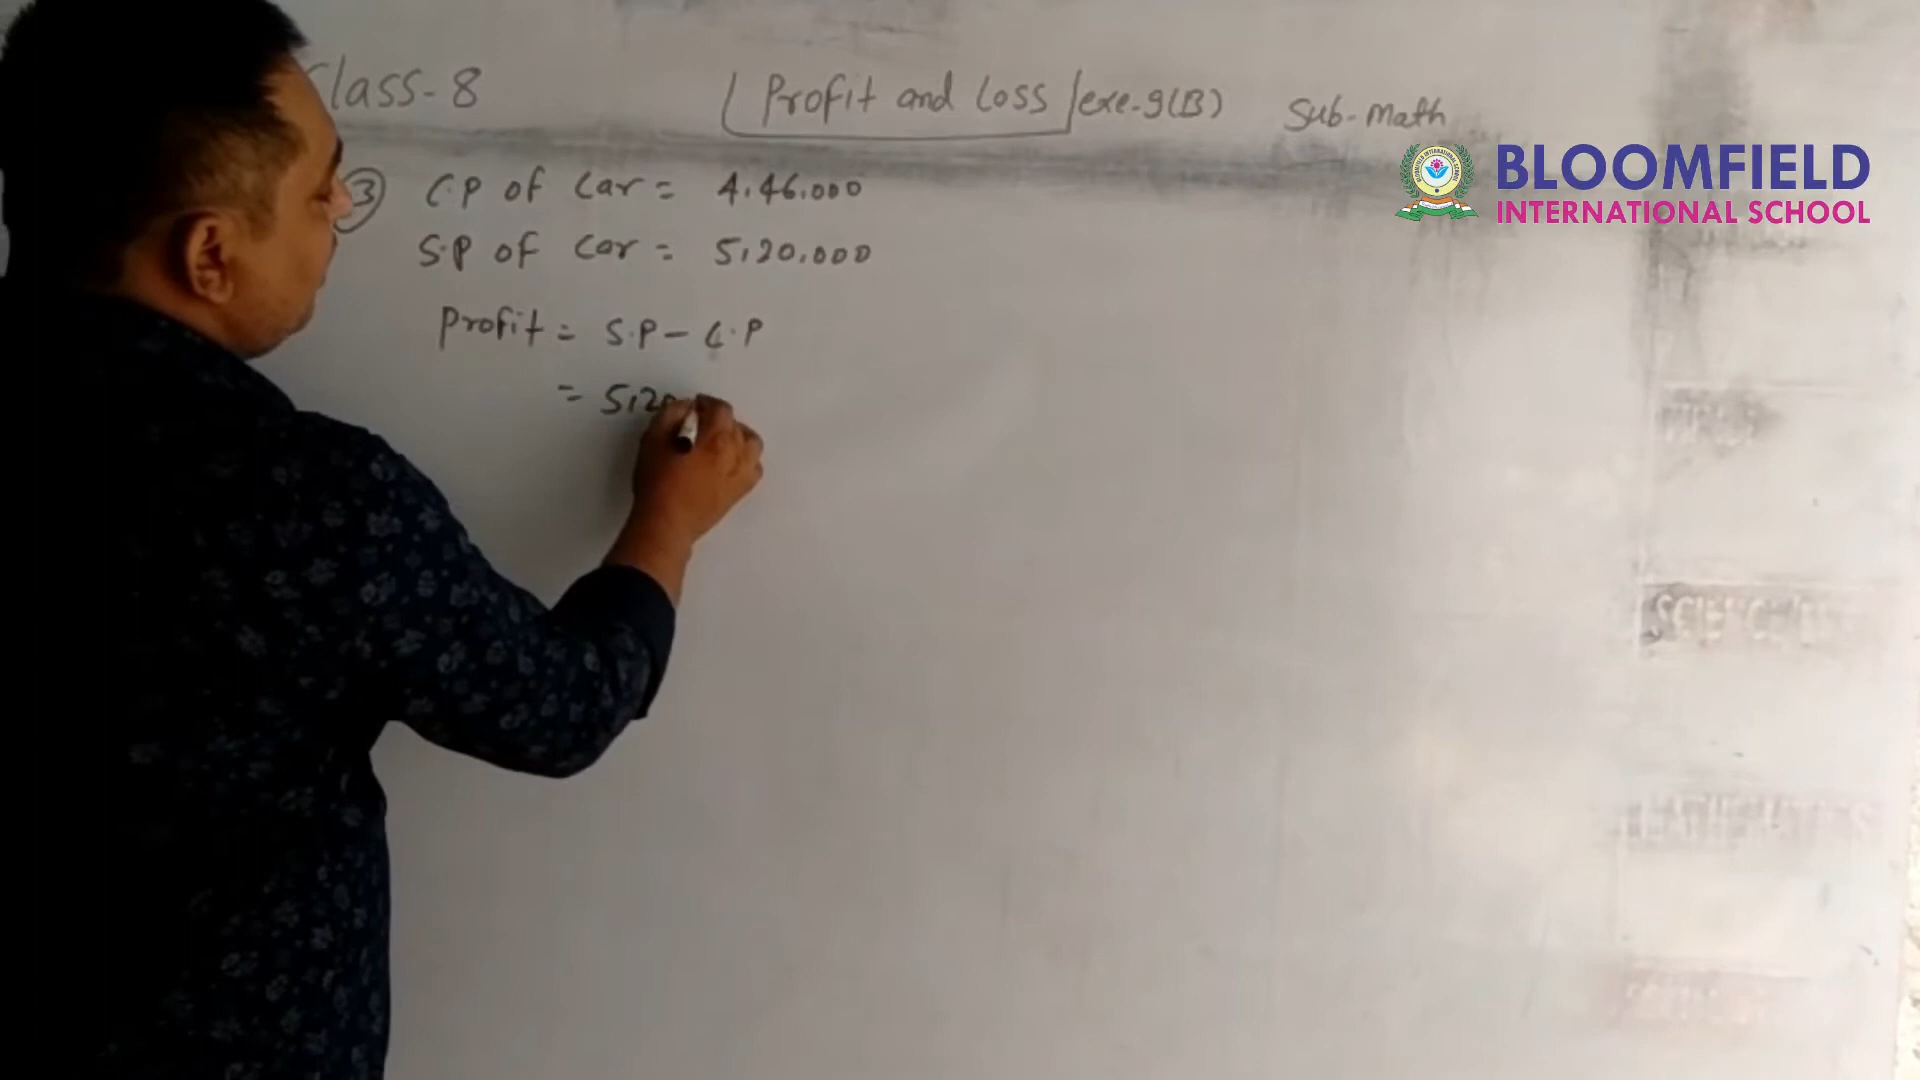 Class-8
Profit and Loss /exe-9(B) Sub-Math
BLOOMFIELD
INTERNATIONAL SCHOOL
3 C.P of Car = 4,46,000
S.P of Car = 5,20,000
Profit = S.P - C.P
= 5,20